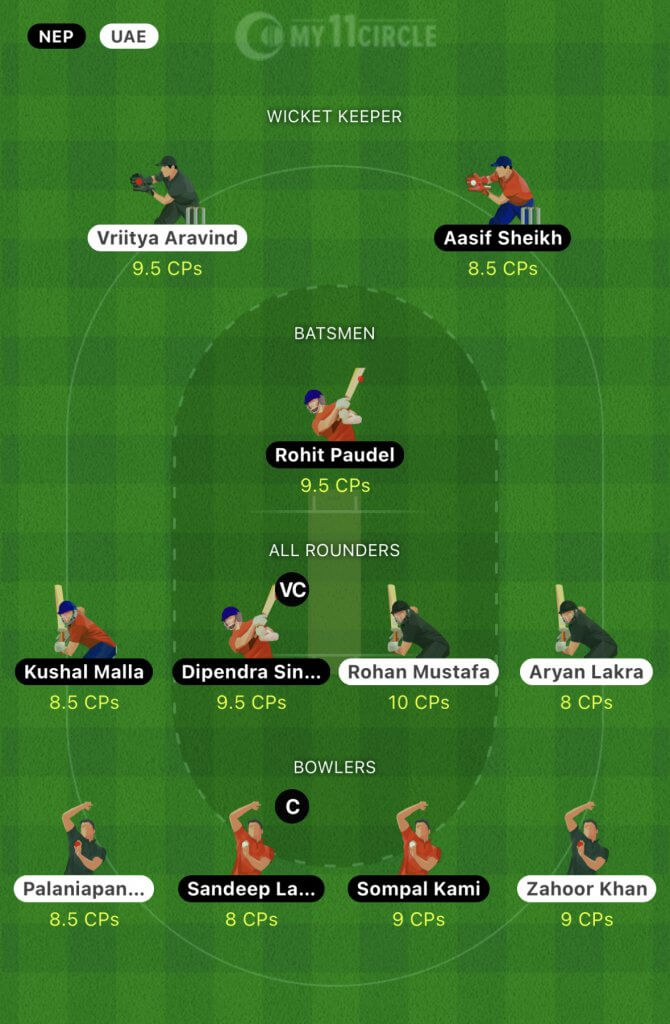 NEP UAE MY11CIRCLE
WICKET KEEPER
Vriitya Aravind Aasif Sheikh
9.5 CPs 8.5 CPs
BATSMEN
Rohit Paudel
9.5 CPs
ALL ROUNDERS
VC
Kushal Malla Dipendra Sin... Rohan Mustafa Aryan Lakra
8.5 CPs 9.5 CPs 10 CPs 8 CPs
BOWLERS
C
Palaniapan... Sandeep La... Sompal Kami Zahoor Khan
8.5 CPs 8 CPs 9 CPs 9 CPs